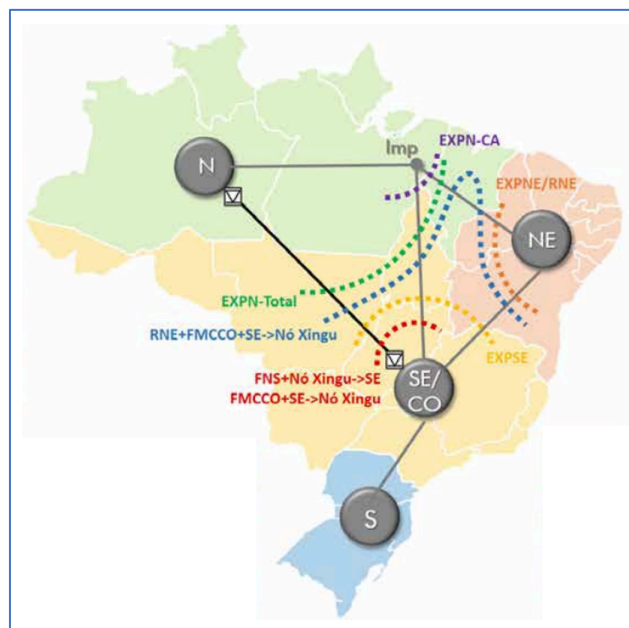 EXPN-CA
Imp
N
EXPNE/RNE
NE
EXPN-Total
RNE+FMCCO+SE->Nó Xingu
EXPSE
FNS+Nó Xingu->SE
FMCCO+SE->Nó Xingu
SE/
CO
S